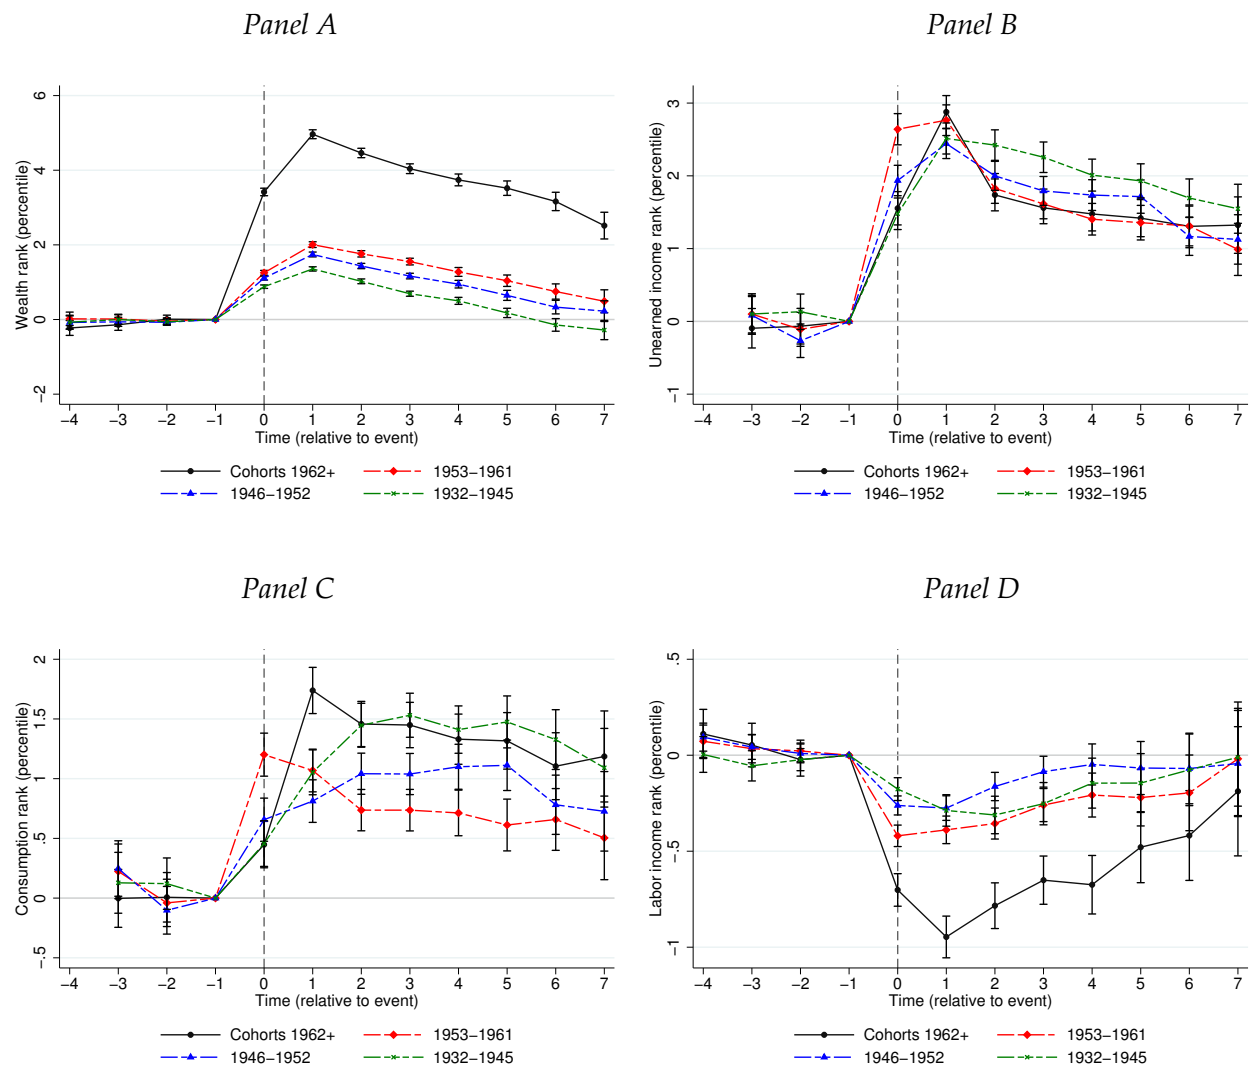 Panel A
Wealth rank (percentile)
6
4
2
0
−2
−4 −3 −2 −1 0 1 2 3 4 5 6 7
Time (relative to event)
Cohorts 1962+ 1953−1961
1946−1952 1932−1945
Panel B
Unearned income rank (percentile)
3
2
1
0
−1
−4 −3 −2 −1 0 1 2 3 4 5 6 7
Time (relative to event)
Cohorts 1962+ 1953−1961
1946−1952 1932−1945
Panel C
Consumption rank (percentile)
2
1.5
1
.5
0
−.5
−4 −3 −2 −1 0 1 2 3 4 5 6 7
Time (relative to event)
Cohorts 1962+ 1953−1961
1946−1952 1932−1945
Panel D
Labor income rank (percentile)
.5
0
−.5
−1
−4 −3 −2 −1 0 1 2 3 4 5 6 7
Time (relative to event)
Cohorts 1962+ 1953−1961
1946−1952 1932−1945